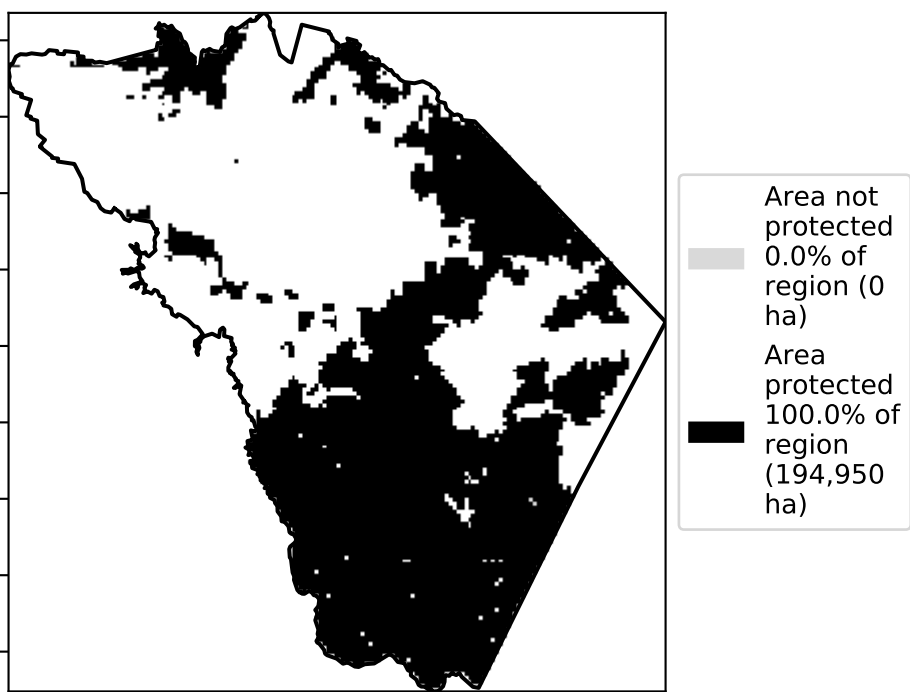 Area not
protected
0.0% of
region (0
ha)
Area
protected
100.0% of
region
(194,950
ha)